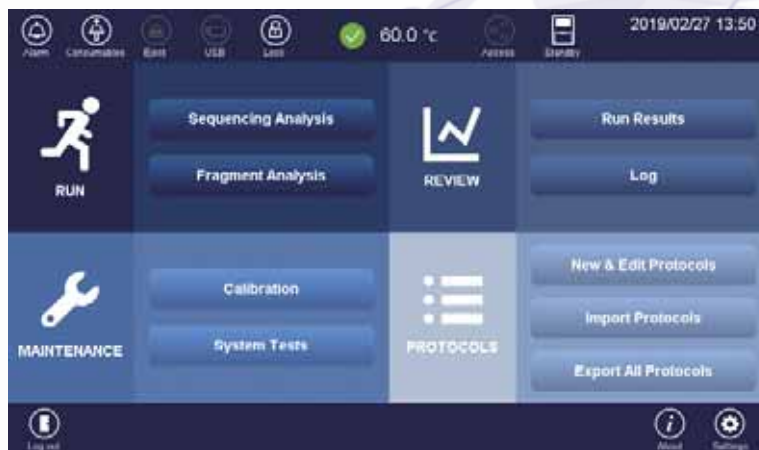 Alarm
Consumables
Eject
USB
Lock
60.0 °c
Access
Standby
2019/02/27 13:50
RUN
Sequencing Analysis
Fragment Analysis
REVIEW
Run Results
Log
MAINTENANCE
Calibration
System Tests
PROTOCOLS
New & Edit Protocols
Import Protocols
Export All Protocols
Log out
About
Settings